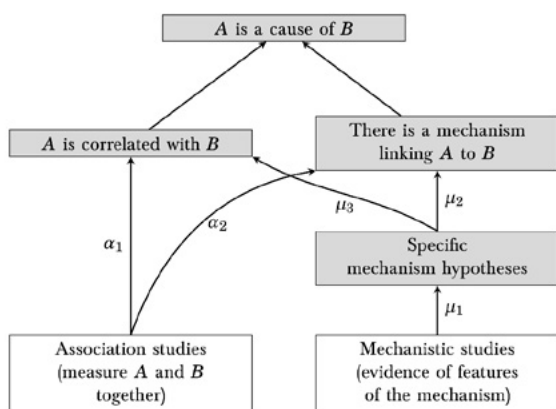 A is a cause of B
A is correlated with B
There is a mechanism
linking A to B
μ3
μ2
α1
α2
Specific
mechanism hypotheses
μ1
Association studies
(measure A and B
together)
Mechanistic studies
(evidence of features
of the mechanism)